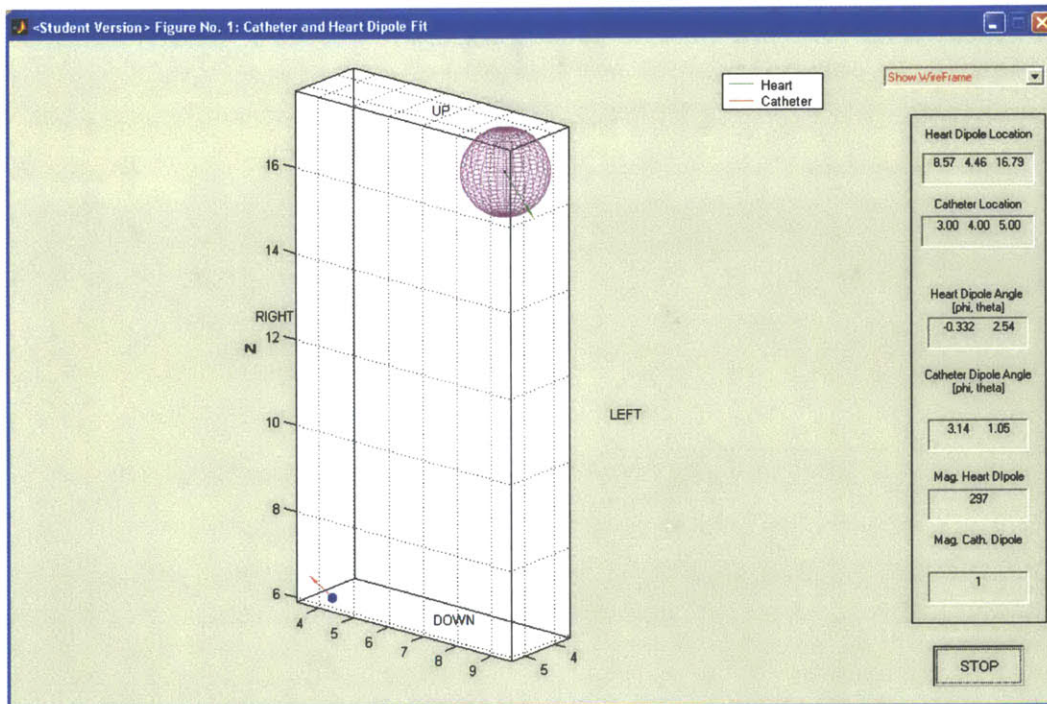 <Student Version> Figure No. 1: Catheter and Heart Dipole Fit
Show WireFrame
Heart
Catheter
UP
RIGHT
N
LEFT
DOWN
16
14
12
10
8
6
4 5 6 7 8 9
5 4
Heart Dipole Location
8.57 4.46 16.79
Catheter Location
3.00 4.00 5.00
Heart Dipole Angle
[phi, theta]
-0.332 2.54
Catheter Dipole Angle
[phi, theta]
3.14 1.05
Mag. Heart Dipole
297
Mag. Cath. Dipole
1
STOP